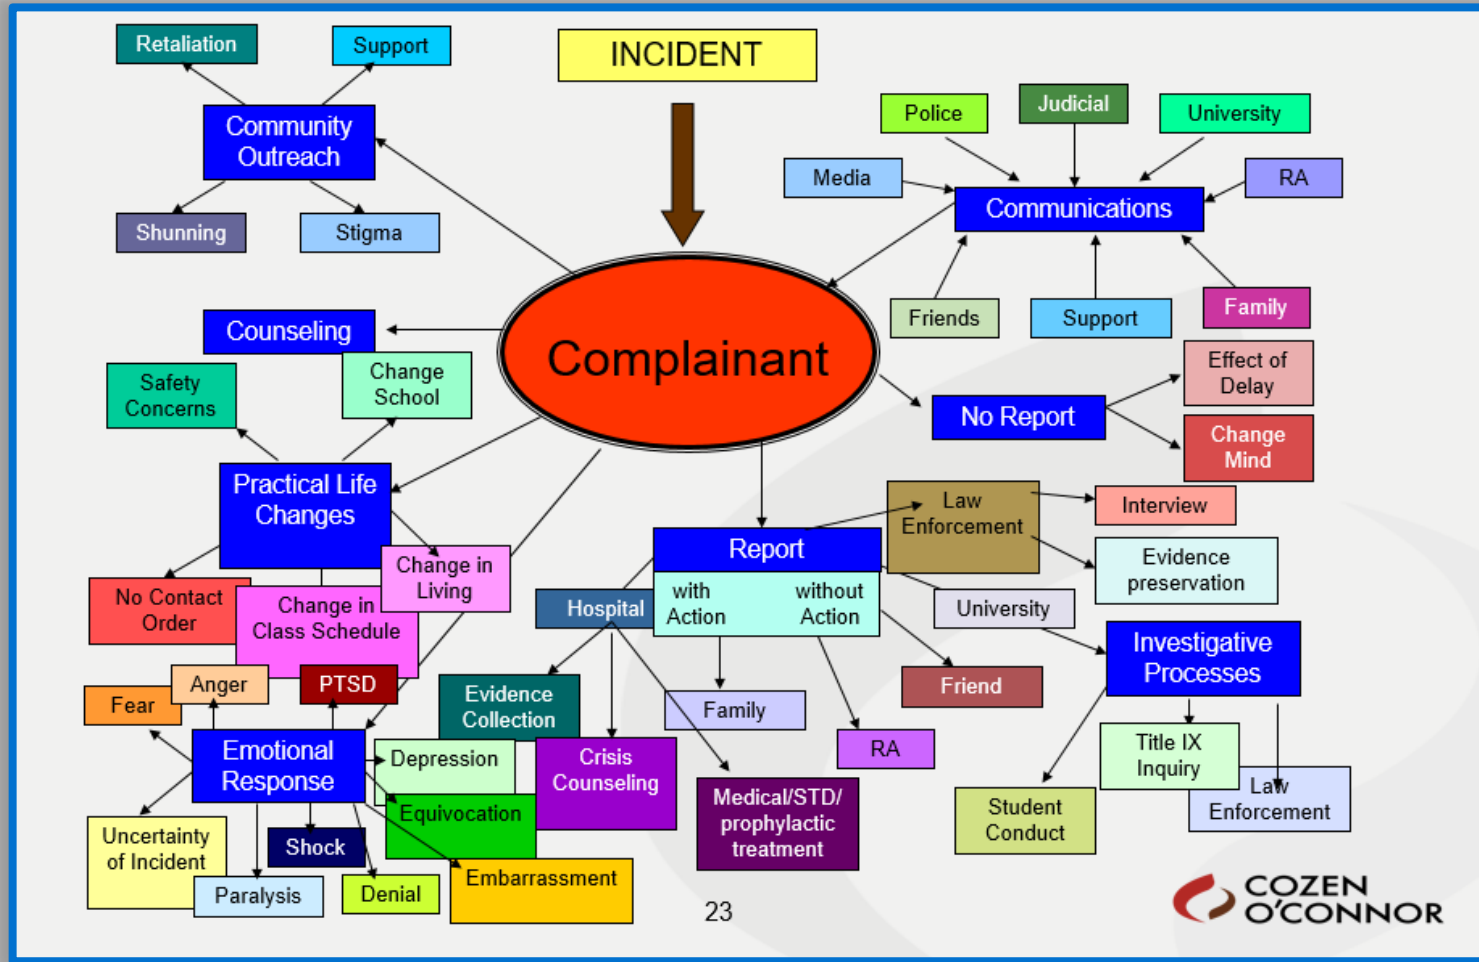 INCIDENT
Retaliation
Support
Community
Outreach
Shunning
Stigma
Police
Judicial
University
Media
RA
Communications
Friends
Support
Family
Complainant
Counseling
Safety
Concerns
Change
School
Practical Life
Changes
No Contact
Order
Change in
Class Schedule
Change in
Living
No Report
Effect of
Delay
Change
Mind
Report
with
Action
without
Action
Law
Enforcement
Interview
Evidence
preservation
Hospital
University
Investigative
Processes
Evidence
Collection
Crisis
Counseling
Medical/STD/
prophylactic
treatment
Family
RA
Friend
Student
Conduct
Title IX
Inquiry
Law
Enforcement
Fear
Anger
PTSD
Emotional
Response
Depression
Equivocation
Embarrassment
Uncertainty
of Incident
Paralysis
Shock
Denial
23
COZEN
O'CONNOR